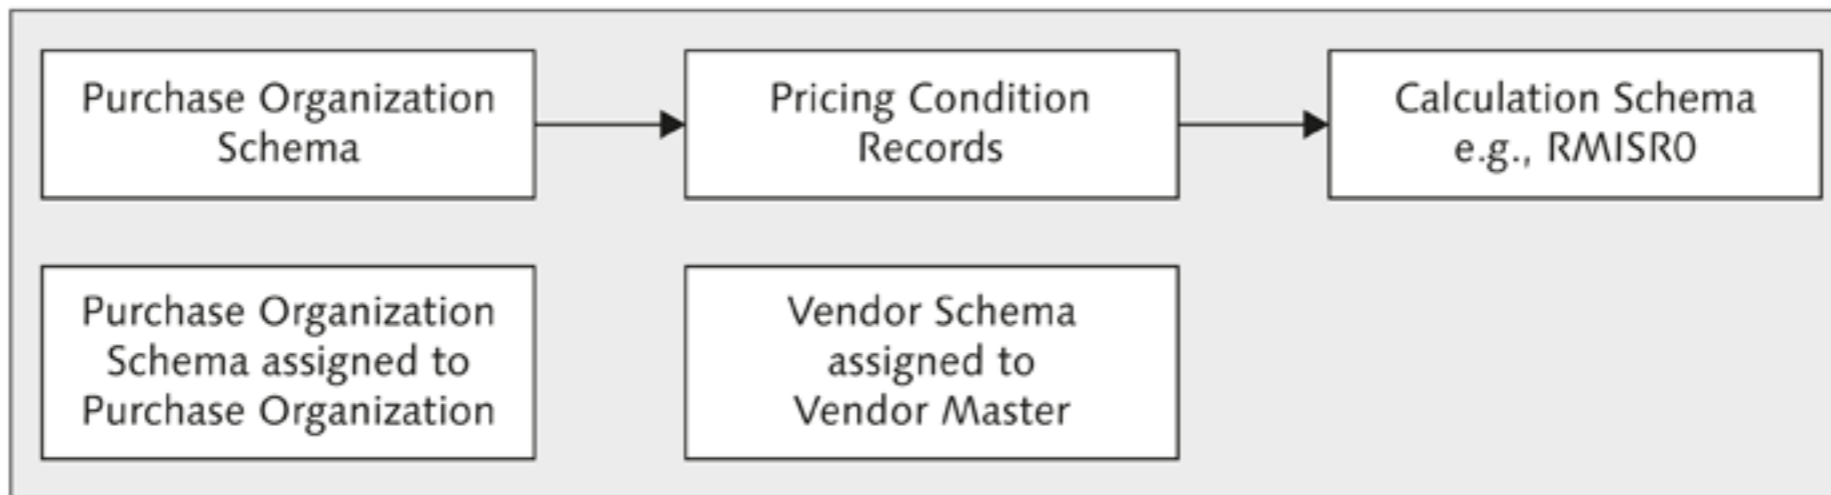 Purchase Organization
Schema
Pricing Condition
Records
Calculation Schema
e.g., RMISR0
Purchase Organization
Schema assigned to
Purchase Organization
Vendor Schema
assigned to
Vendor Master